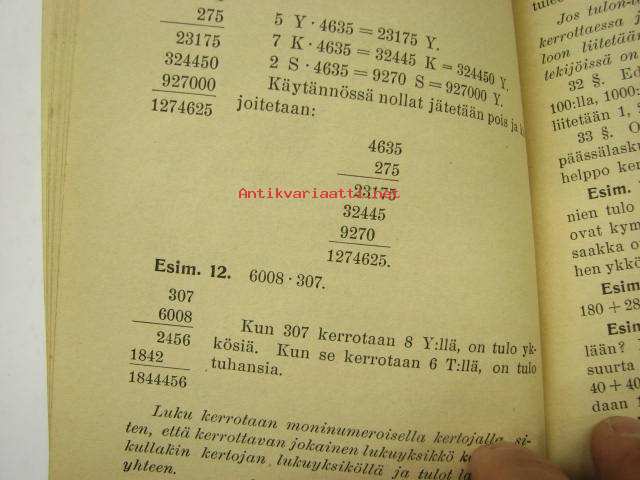 275
23175
324450
927000
1274625
5 Y · 4635 = 23175 Y.
7 K · 4635 = 32445 K = 324450 Y.
2 S · 4635 = 9270 S = 927000 Y.
Käytännössä nollat jätetään pois ja
joitetaan:
4635
275
23175
Antikvariaatti.net
32445
9270
1274625.
Esim. 12. 6008 · 307.
307
6008
2456
1842
1844456
Kun 307 kerrotaan 8 Y:llä, on tulo yk-
kösiä. Kun se kerrotaan 6 T:llä, on tulo
tuhansia.
Luku kerrotaan moninumeroisella kertojalla si-
ten, että kerrottavan jokainen lukuyksikkö
kullakin kertojan lukuyksiköllä ja tulot
yhteen.
Jos tulon
kerrottaessa
loon liitetään
tekijöissä on
32 §.
100:lla, 1000:
liitetään 1,
33 §.
päässälasku
helppo
Esim.
nien tulo
ovat kym
saakka
hen ykkö
Esim
180 + 28
Esim
lään?
suurta
40 + 40
daan